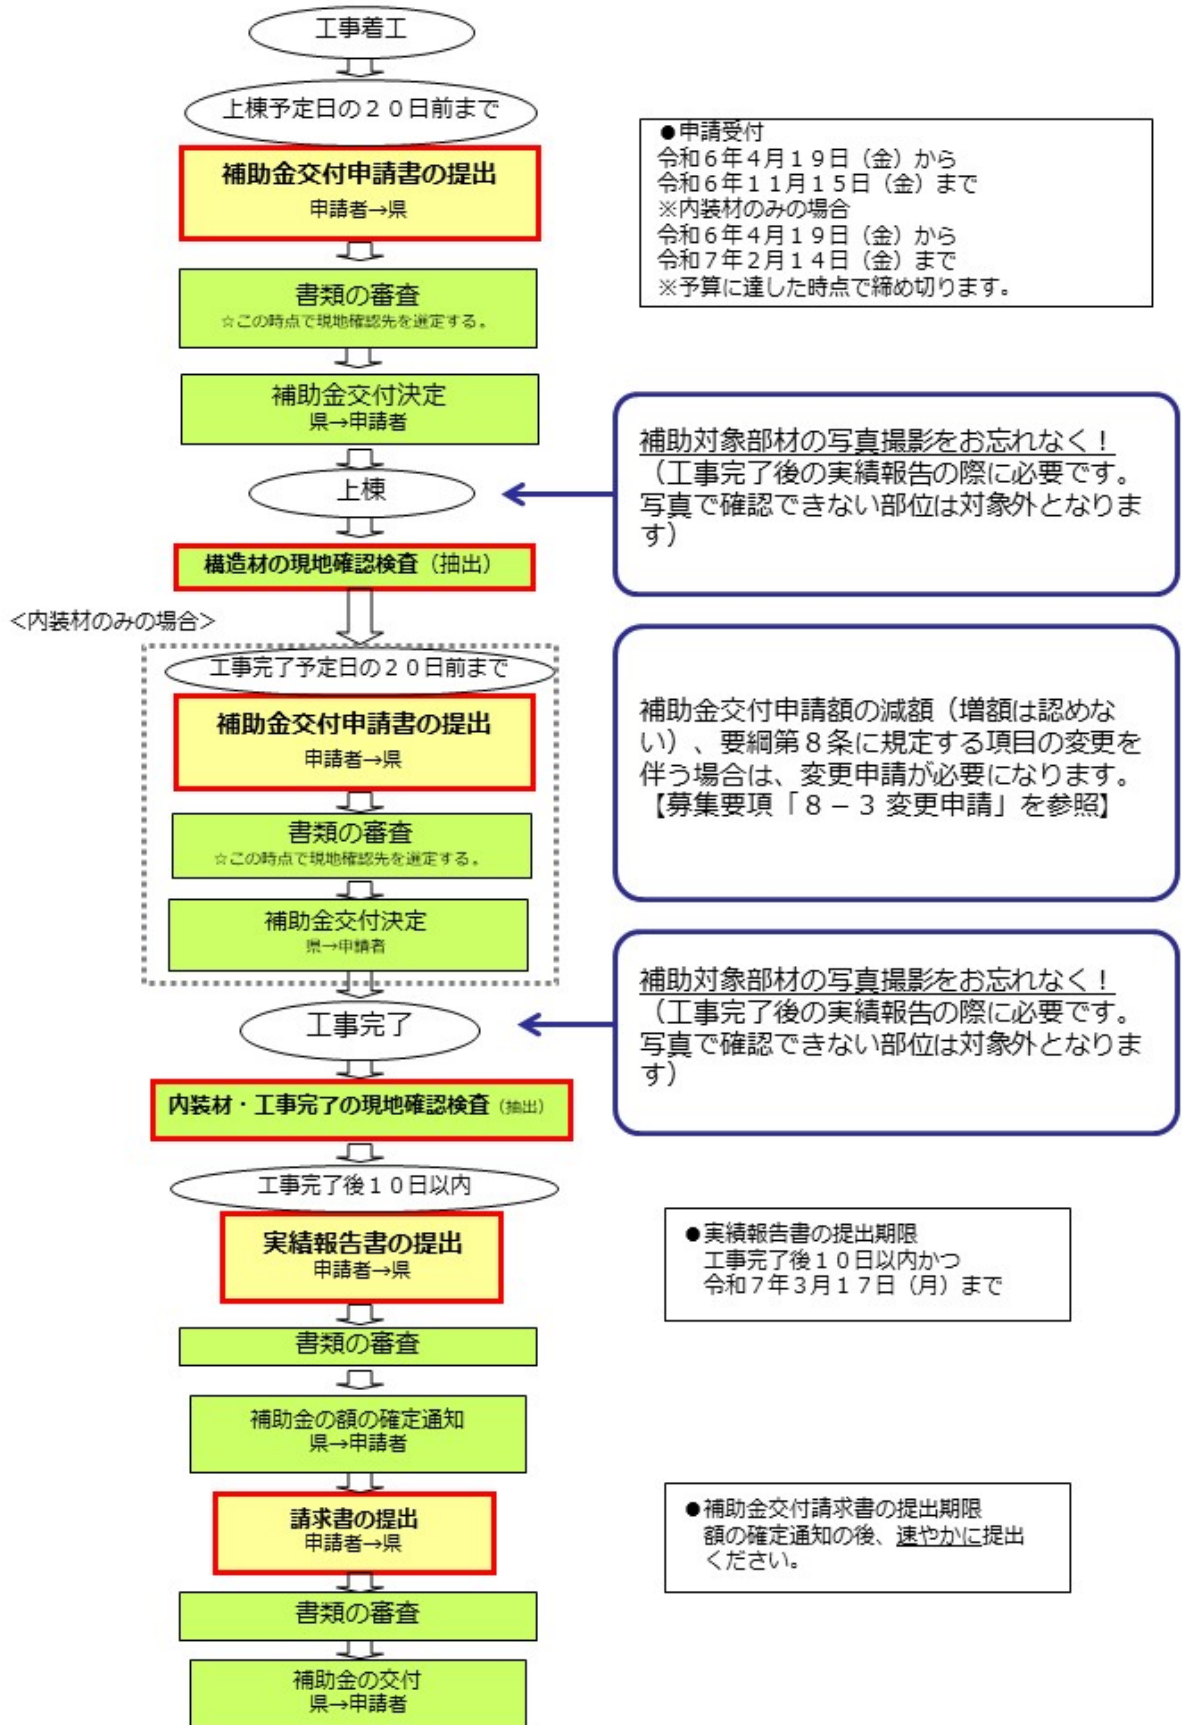 工事着工
上棟予定日の２０日前まで
補助金交付申請書の提出
申請者→県
●申請受付
令和６年４月１９日（金）から
令和６年１１月１５日（金）まで
※内装材のみの場合
令和６年４月１９日（金）から
令和７年２月１４日（金）まで
※予算に達した時点で締め切ります。
書類の審査
☆この時点で現地確認先を選定する。
補助金交付決定
県→申請者
上棟
補助対象部材の写真撮影をお忘れなく！
（工事完了後の実績報告の際に必要です。
写真で確認できない部位は対象外となりま
す）
構造材の現地確認検査（抽出）
＜内装材のみの場合＞
工事完了予定日の２０日前まで
補助金交付申請書の提出
申請者→県
書類の審査
☆この時点で現地確認先を選定する。
補助金交付決定
県→申請者
補助金交付申請額の減額（増額は認めな
い）、要綱第８条に規定する項目の変更を
伴う場合は、変更申請が必要になります。
【募集要項「８－３ 変更申請」を参照】
工事完了
補助対象部材の写真撮影をお忘れなく！
（工事完了後の実績報告の際に必要です。
写真で確認できない部位は対象外となりま
す）
内装材・工事完了の現地確認検査（抽出）
工事完了後１０日以内
実績報告書の提出
申請者→県
●実績報告書の提出期限
工事完了後１０日以内かつ
令和７年３月１７日（月）まで
書類の審査
補助金の額の確定通知
県→申請者
請求書の提出
申請者→県
●補助金交付請求書の提出期限
額の確定通知の後、速やかに提出
ください。
書類の審査
補助金の交付
県→申請者